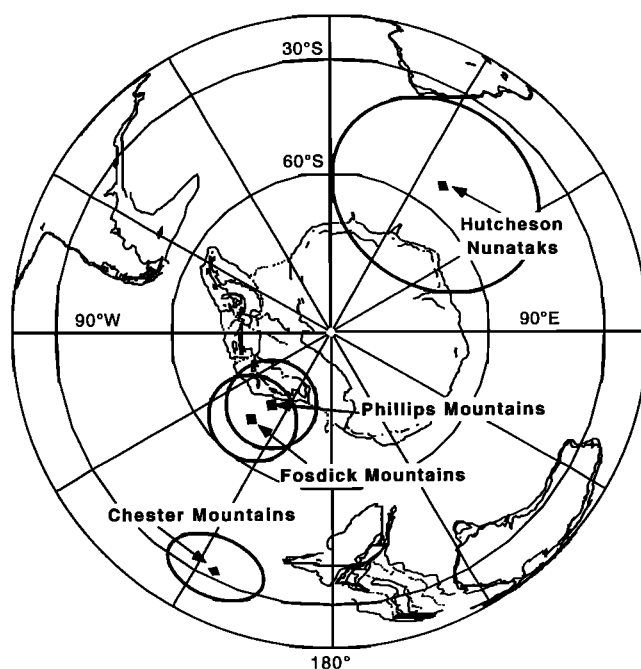 30°S
60°S
Hutcheson
Nunataks
90°W
90°E
Phillips Mountains
Fosdick Mountains
Chester Mountains
180°